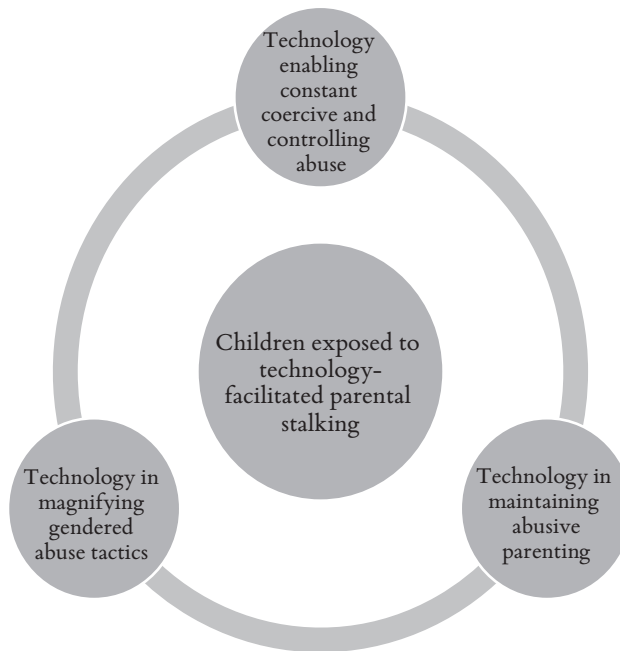 Technology
enabling
constant
coercive and
controlling
abuse
Children exposed to
technology-
facilitated parental
stalking
Technology in
magnifying
gendered
abuse tactics
Technology in
maintaining
abusive
parenting